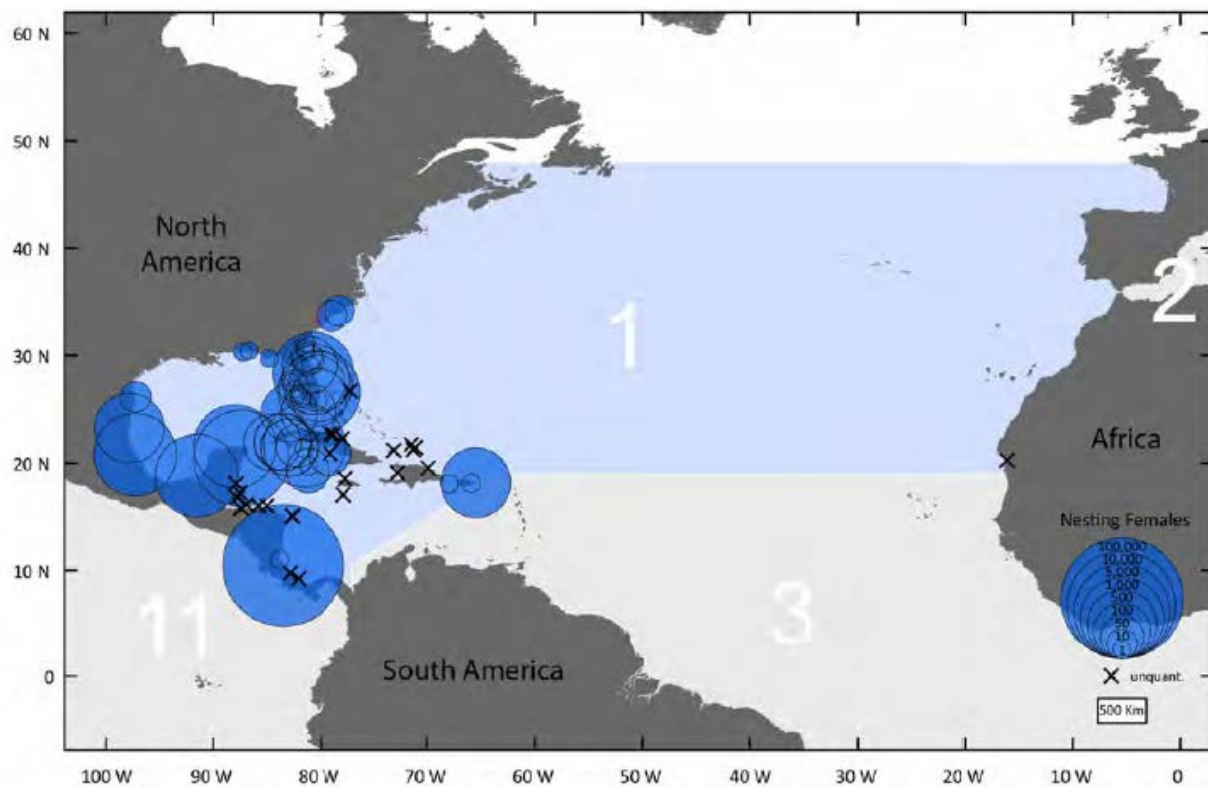 60 N
50 N
40 N
30 N
20 N
10 N
0
North
America
1
2
Africa
Nesting Females
100,000
10,000
5,000
1,000
500
100
50
10
1
unquant.
500 Km
11
3
South America
100 W
90 W
80 W
70 W
60 W
50 W
40 W
30 W
20 W
10 W
0